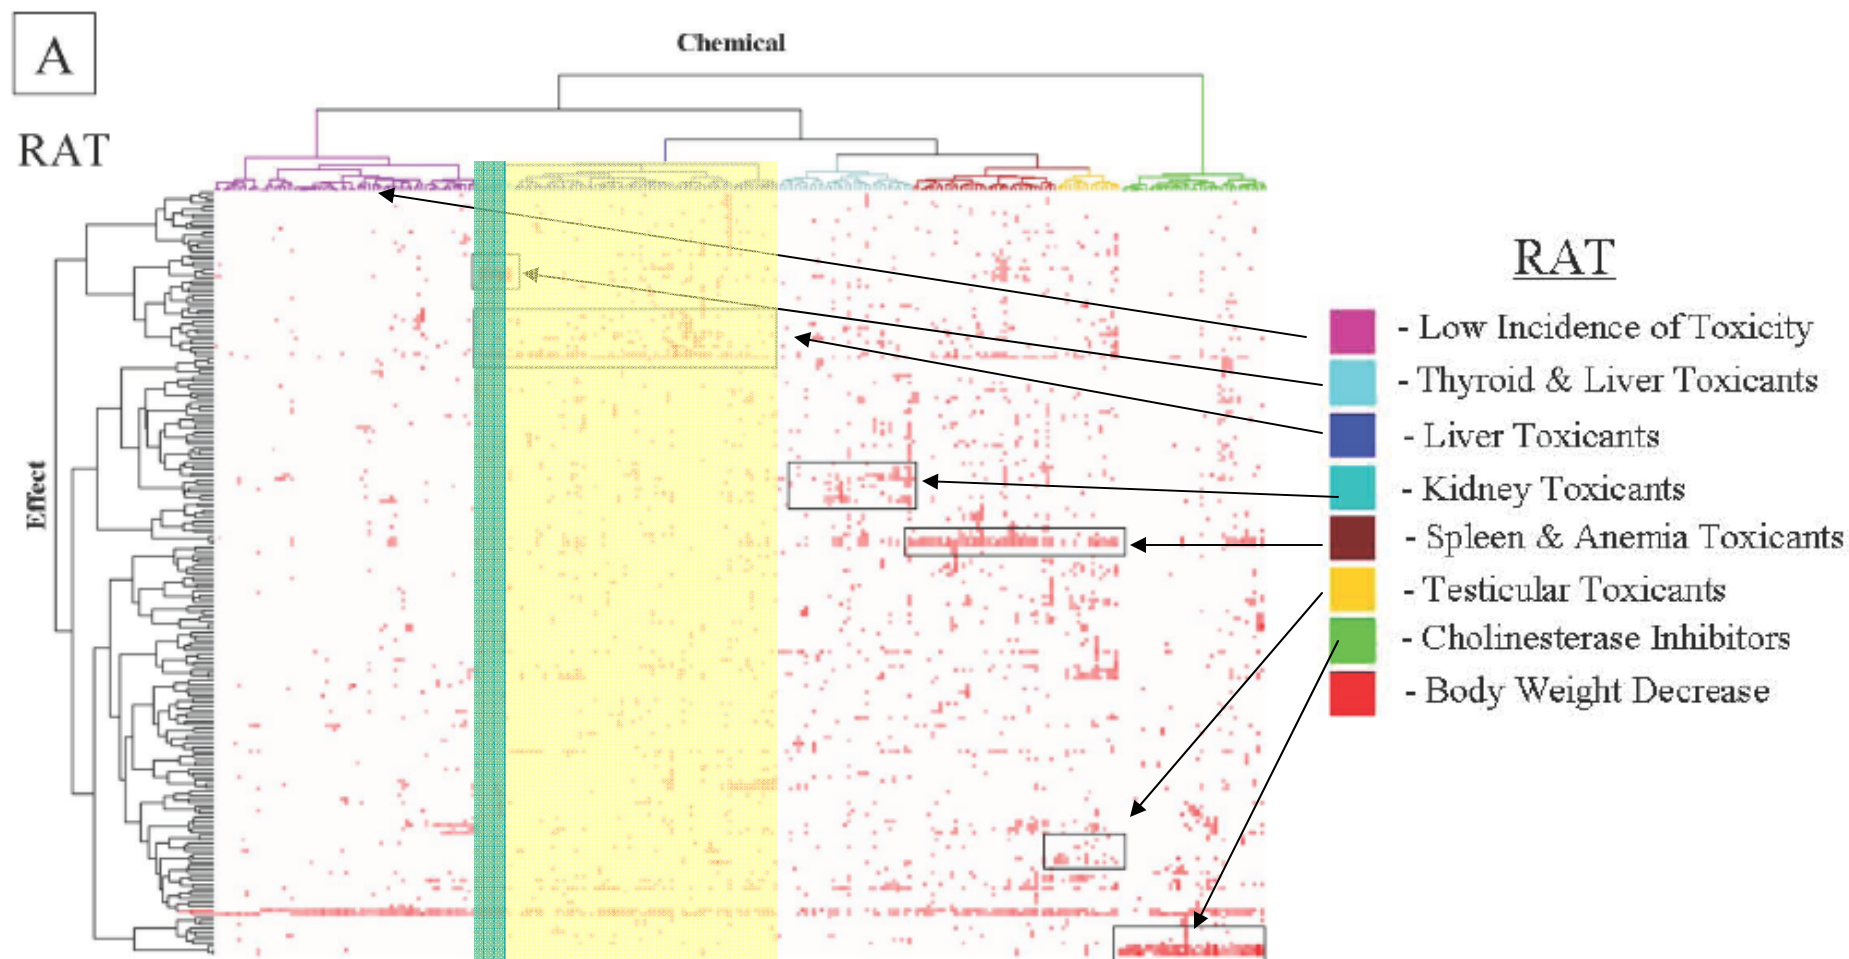 A
Chemical
RAT
Effect
RAT
- Low Incidence of Toxicity
- Thyroid & Liver Toxicants
- Liver Toxicants
- Kidney Toxicants
- Spleen & Anemia Toxicants
- Testicular Toxicants
- Cholinesterase Inhibitors
- Body Weight Decrease